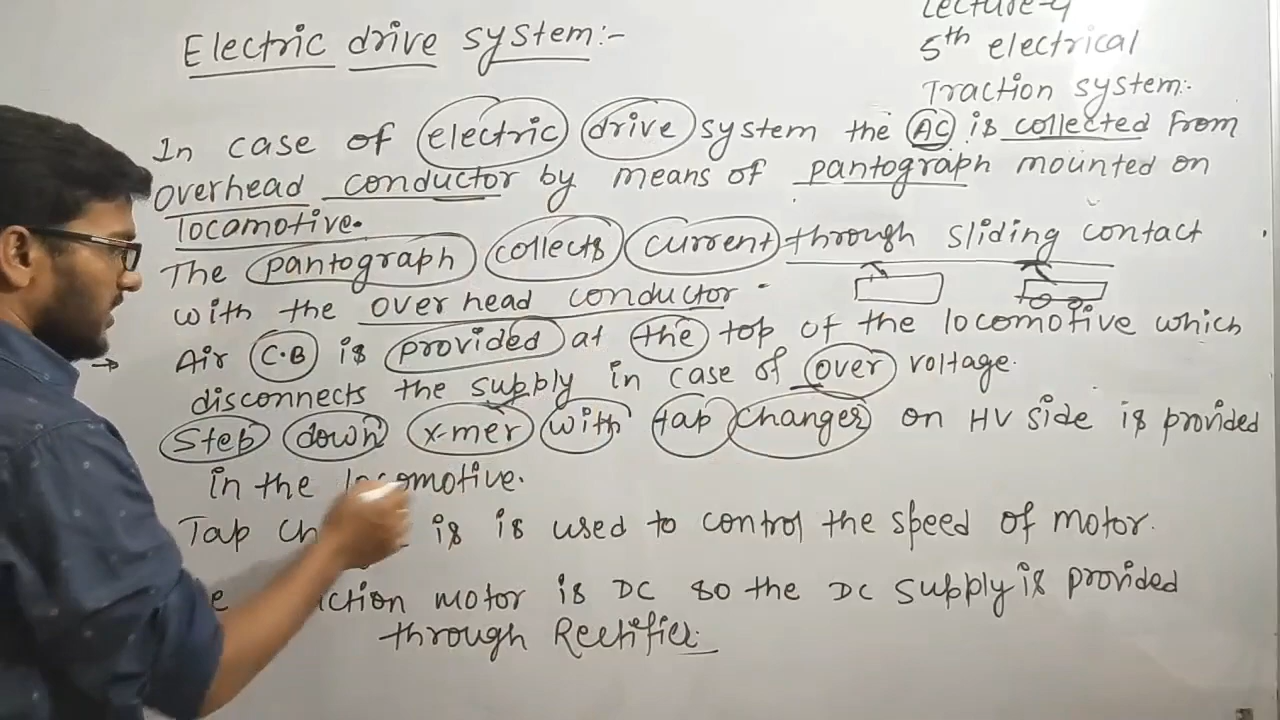 Lecture-9
5th electrical
Traction system:-
Electric drive system:-
In case of electric drive system the AC is collected from
overhead conductor by means of pantograph mounted on
locomotive.
The pantograph collects current through sliding contact
with the over head conductor.
→ Air C.B is provided at the top of the locomotive which
disconnects the supply in case of over voltage.
Step down x-mer with tap changer on HV side is provided
in the locomotive.
Tap is is used to control the speed of motor.
motor is DC so the DC supply is provided
through Rectifier.